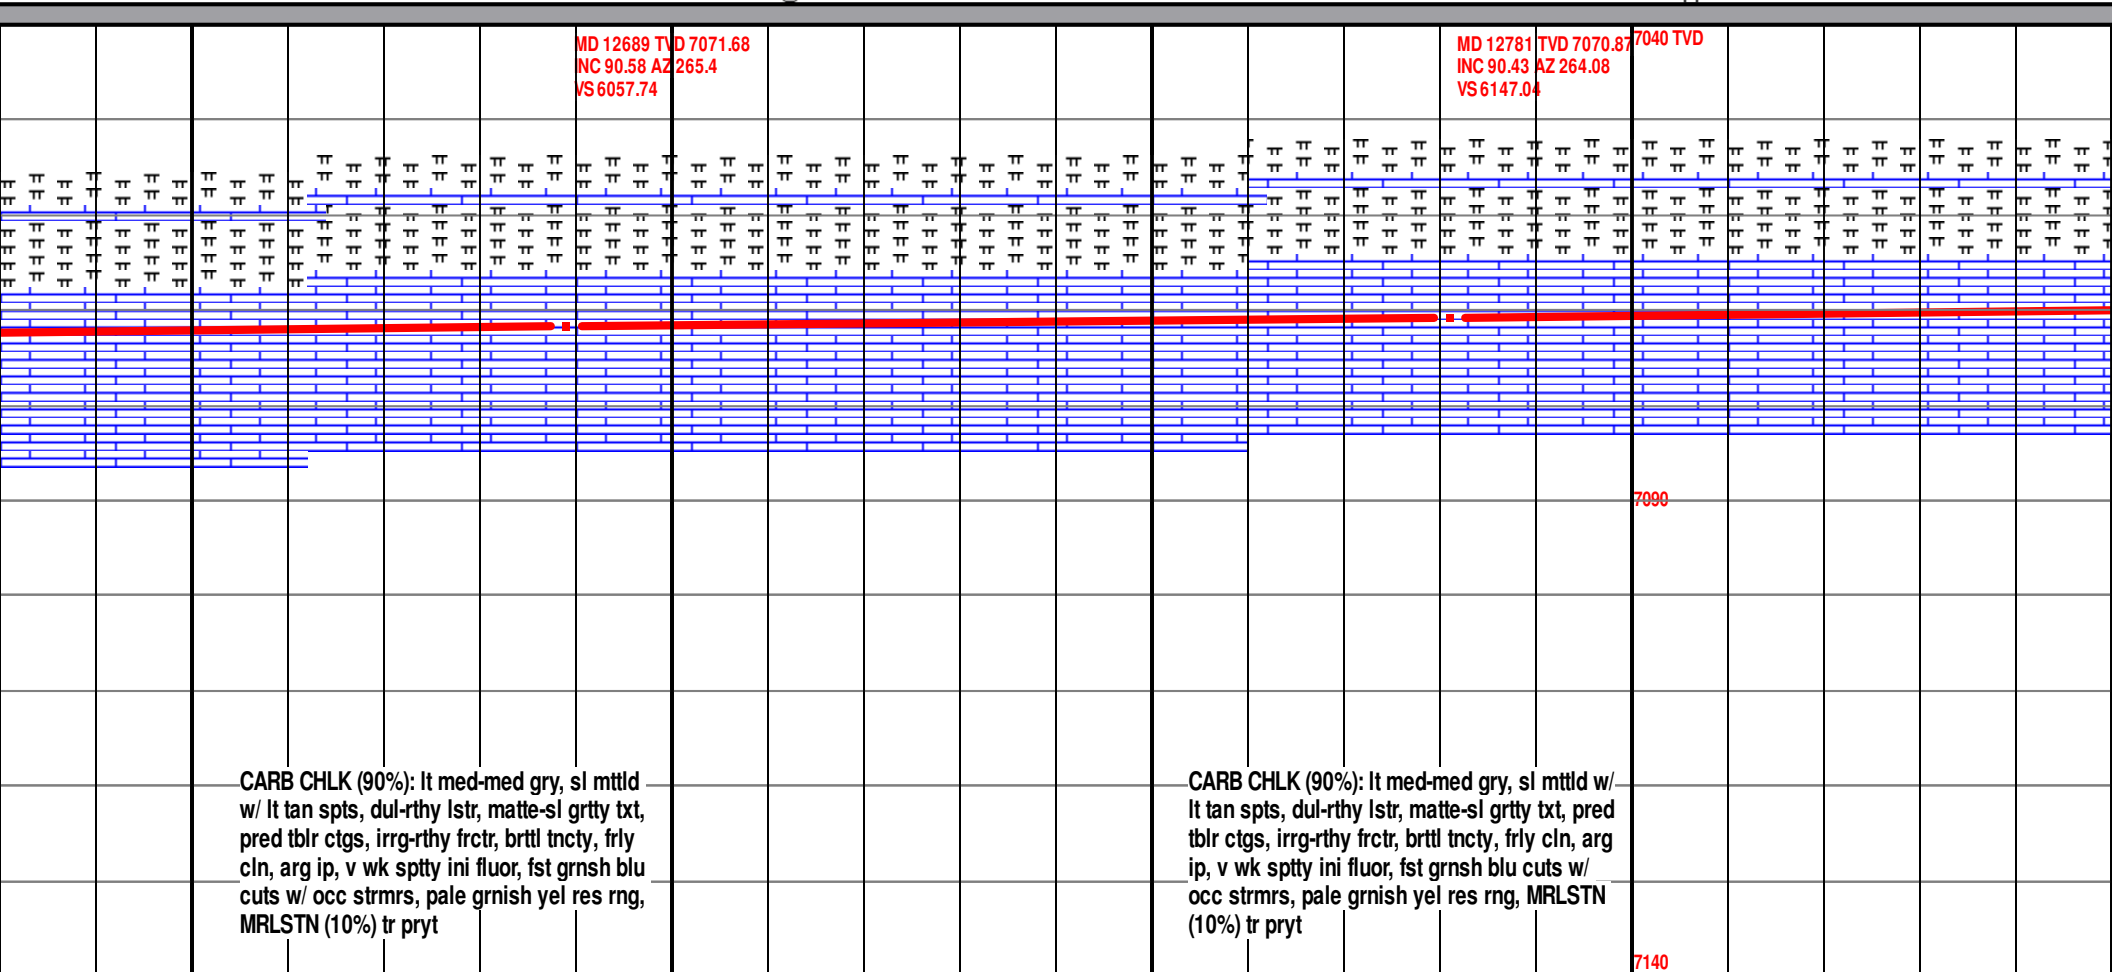 MD 12689 TVD 7071.68
INC 90.58 AZ 265.4
VS 6057.74
MD 12781 TVD 7070.87
INC 90.43 AZ 264.08
VS 6147.04
7040 TVD
7090
CARB CHLK (90%): lt med-med gry, sl mttld
w/ lt tan spts, dul-rthy lstr, matte-sl grtty txt,
pred tblr ctgs, irrg-rthy frctr, brttl tncty, frly
cln, arg ip, v wk sptty ini fluor, fst grnsh blu
cuts w/ occ strmrs, pale grnish yel res rng,
MRLSTN (10%) tr pryt
CARB CHLK (90%): lt med-med gry, sl mttld w/
lt tan spts, dul-rthy lstr, matte-sl grtty txt, pred
tblr ctgs, irrg-rthy frctr, brttl tncty, frly cln, arg
ip, v wk sptty ini fluor, fst grnsh blu cuts w/
occ strmrs, pale grnish yel res rng, MRLSTN
(10%) tr pryt
7140